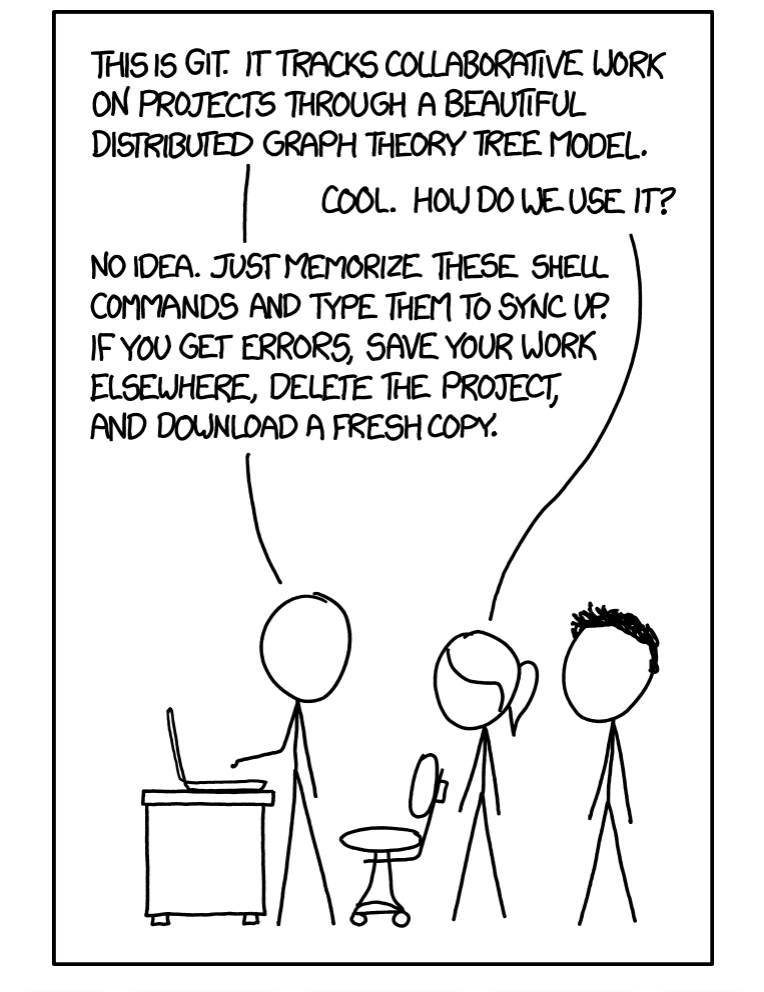 THIS IS GIT. IT TRACKS COLLABORATIVE WORK
ON PROJECTS THROUGH A BEAUTIFUL
DISTRIBUTED GRAPH THEORY TREE MODEL.
COOL. HOW DO WE USE IT?
NO IDEA. JUST MEMORIZE THESE SHELL
COMMANDS AND TYPE THEM TO SYNC UP.
IF YOU GET ERRORS, SAVE YOUR WORK
ELSEWHERE, DELETE THE PROJECT,
AND DOWNLOAD A FRESH COPY.